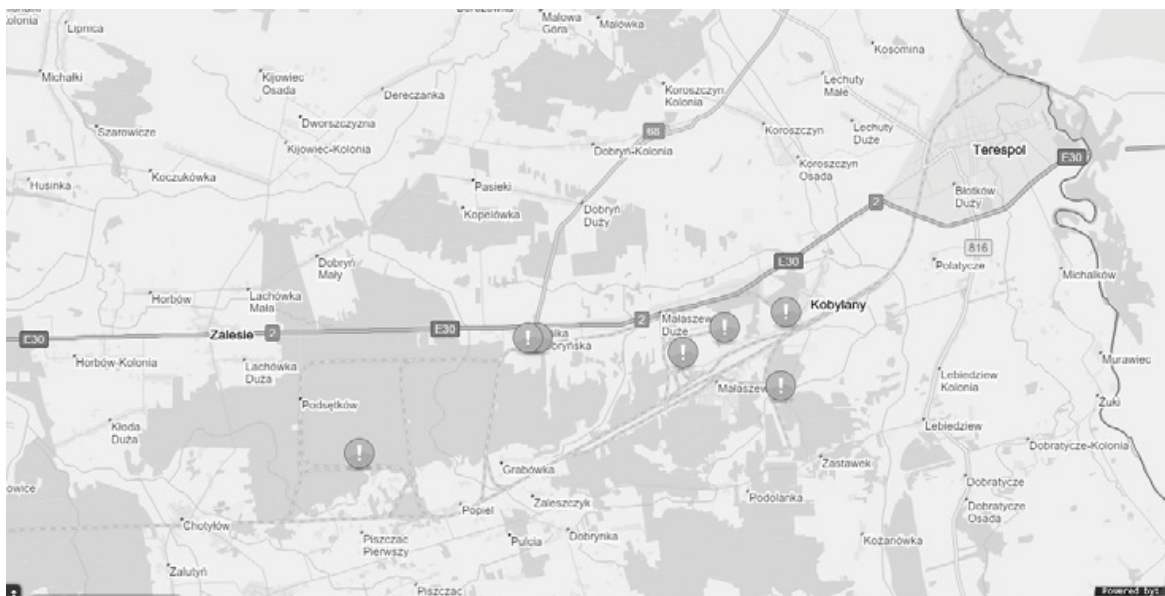 Lipnica
Malowa
Góra
Malówka
Kosomina
Michałki
Kijowiec
Osada
Dereczanka
Koroszczyn
Kolonia
Lechuty
Małe
Szarowicze
Dworszczyzna
68
Koroszczyn
Lechuty
Duże
Kijowiec-Kolonia
Dobryń-Kolonia
Terespol
E30
Husinka
Koczukówka
Pasieki
Koroszczyn
Osada
Kopelówka
Dobryń
Duży
2
Błotków
Duży
816
Dobryń
Mały
E30
Polatycze
Michalków
Horbów
Lachówka
Mała
Kobylany
E30
Zalesie
2
E30
2
Małaszew
Duże
Horbów-Kolonia
Lachówka
Duża
Murawiec
Podsętków
Małaszew
Lebiedziew
Kolonia
Żuki
Kłoda
Duża
Lebiedziew
Dobratycze-Kolonia
Grabówka
Zastawek
owice
Zaleszczyk
Podolanka
Dobratycze
Chotyłów
Popiel
Dobratycze
Osada
Piszczac
Pierwszy
Pulcia
Dobrynka
Kożanówka
Zalutyń
Piszczac
Powered by: